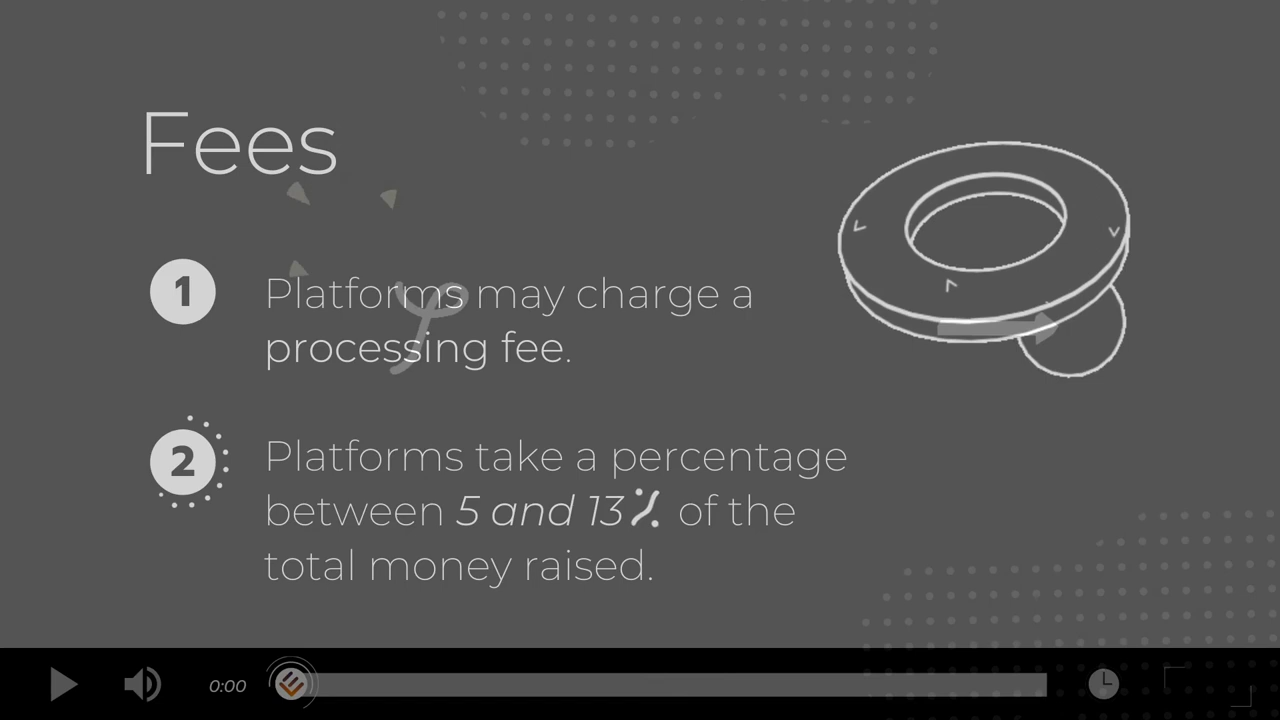 Fees
1
Platforms may charge a
processing fee.
2
Platforms take a percentage
between 5 and 13% of the
total money raised.
0:00